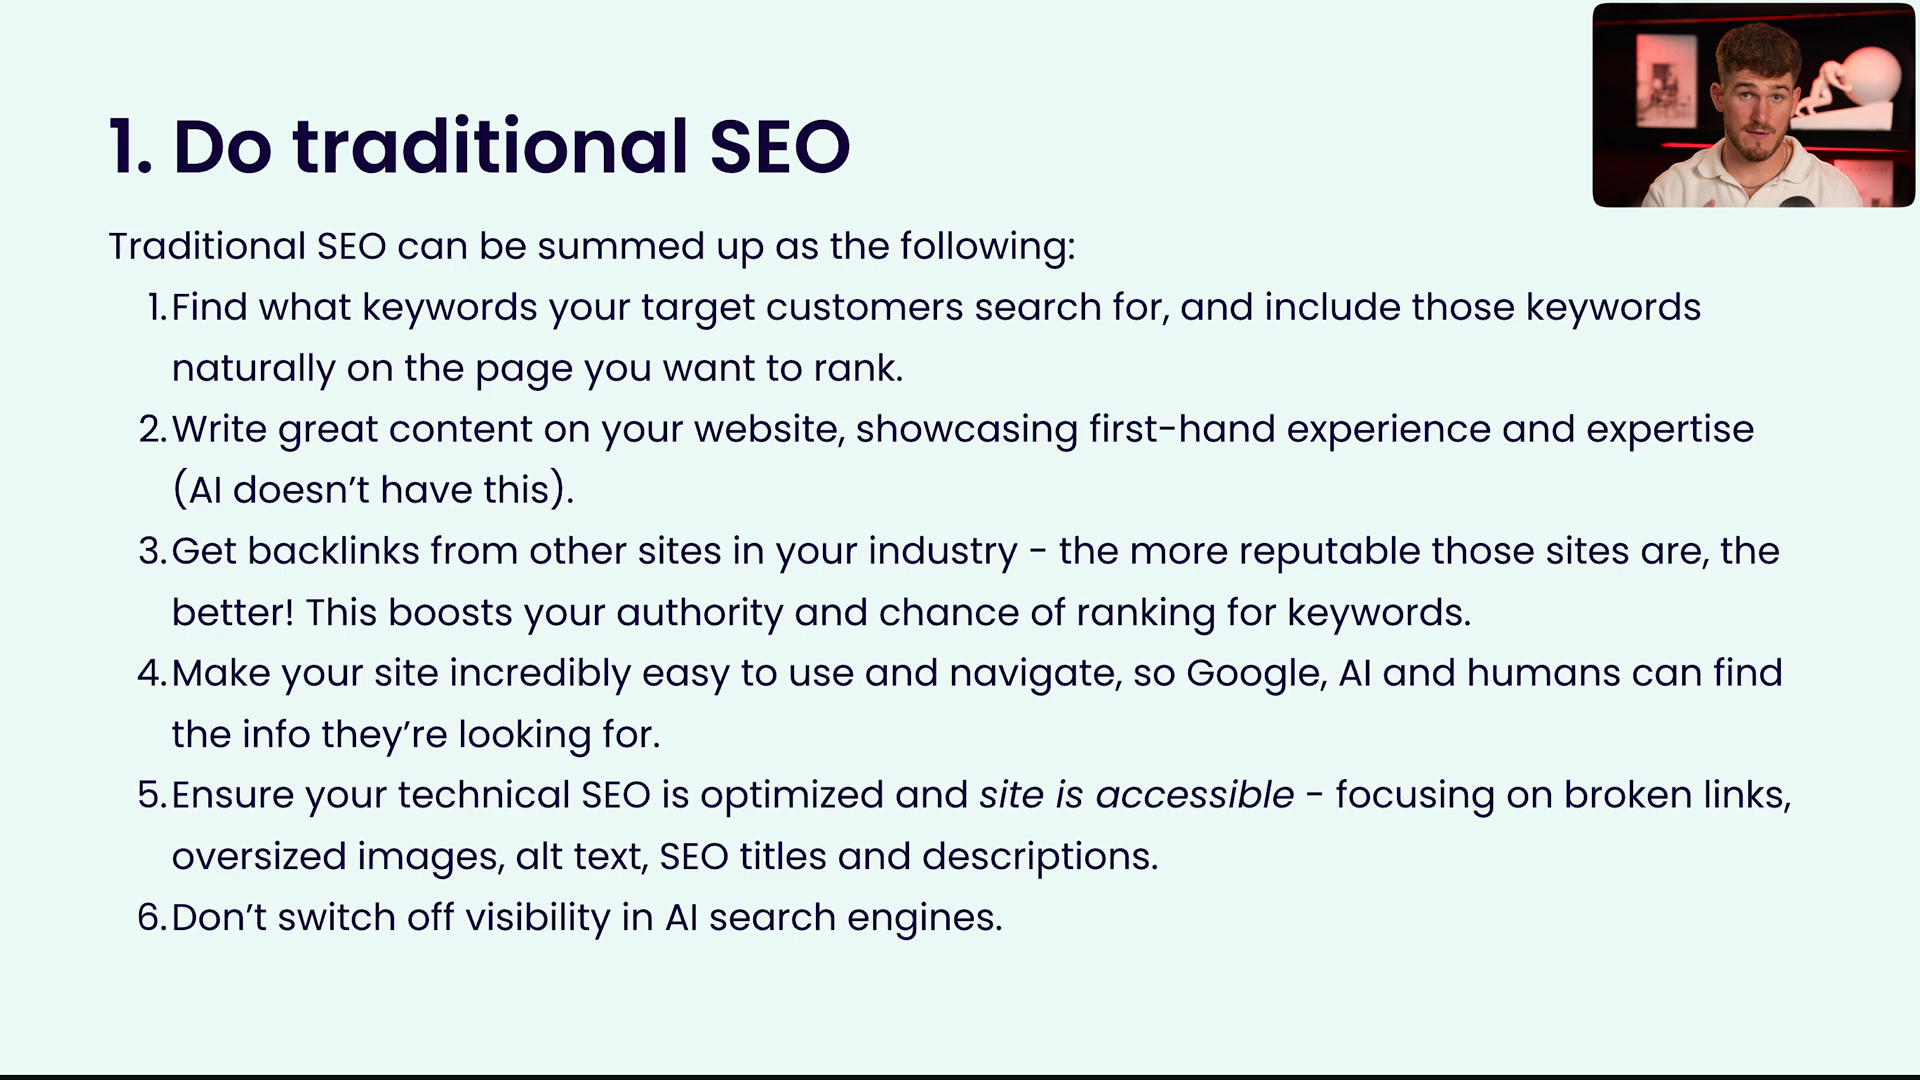 1. Do traditional SEO
Traditional SEO can be summed up as the following:
1. Find what keywords your target customers search for, and include those keywords
naturally on the page you want to rank.
2. Write great content on your website, showcasing first-hand experience and expertise
(AI doesn’t have this).
3. Get backlinks from other sites in your industry - the more reputable those sites are, the
better! This boosts your authority and chance of ranking for keywords.
4. Make your site incredibly easy to use and navigate, so Google, AI and humans can find
the info they’re looking for.
5. Ensure your technical SEO is optimized and site is accessible - focusing on broken links,
oversized images, alt text, SEO titles and descriptions.
6. Don’t switch off visibility in AI search engines.